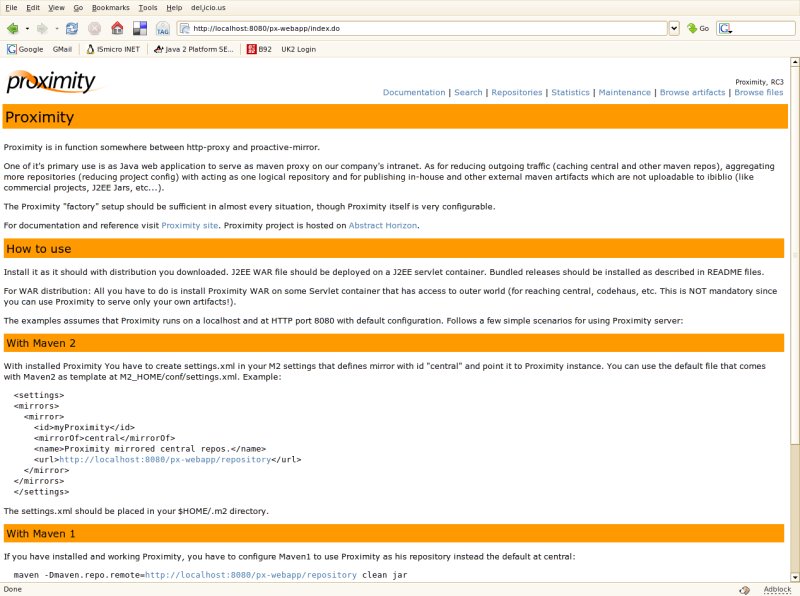 File Edit View Go Bookmarks Tools Help del.icio.us
http://localhost:8080/px-webapp/index.do Go
Google GMail ISmicro INET Java 2 Platform SE... B92 UK2 Login
proximity
Proximity, RC3
Documentation | Search | Repositories | Statistics | Maintenance | Browse artifacts | Browse files
Proximity
Proximity is in function somewhere between http-proxy and proactive-mirror.
One of it's primary use is as Java web application to serve as maven proxy on our company's intranet. As for reducing outgoing traffic (caching central and other maven repos), aggregating
more repositories (reducing project config) with acting as one logical repository and for publishing in-house and other external maven artifacts which are not uploadable to ibiblio (like
commercial projects, J2EE Jars, etc...).
The Proximity "factory" setup should be sufficient in almost every situation, though Proximity itself is very configurable.
For documentation and reference visit Proximity site. Proximity project is hosted on Abstract Horizon.
How to use
Install it as it should with distribution you downloaded. J2EE WAR file should be deployed on a J2EE servlet container. Bundled releases should be installed as described in README files.
For WAR distribution: All you have to do is install Proximity WAR on some Servlet container that has access to outer world (for reaching central, codehaus, etc. This is NOT mandatory since
you can use Proximity to serve only your own artifacts!).
The examples assumes that Proximity runs on a localhost and at HTTP port 8080 with default configuration. Follows a few simple scenarios for using Proximity server:
With Maven 2
With installed Proximity You have to create settings.xml in your M2 settings that defines mirror with id "central" and point it to Proximity instance. You can use the default file that comes
with Maven2 as template at M2_HOME/conf/settings.xml. Example:
<settings>
<mirrors>
<mirror>
<id>myProximity</id>
<mirrorOf>central</mirrorOf>
<name>Proximity mirrored central repos.</name>
<url>http://localhost:8080/px-webapp/repository</url>
</mirror>
</mirrors>
</settings>
The settings.xml should be placed in your $HOME/.m2 directory.
With Maven 1
If you have installed and working Proximity, you have to configure Maven1 to use Proximity as his repository instead the default at central:
maven -Dmaven.repo.remote=http://localhost:8080/px-webapp/repository clean jar
Done Adblock